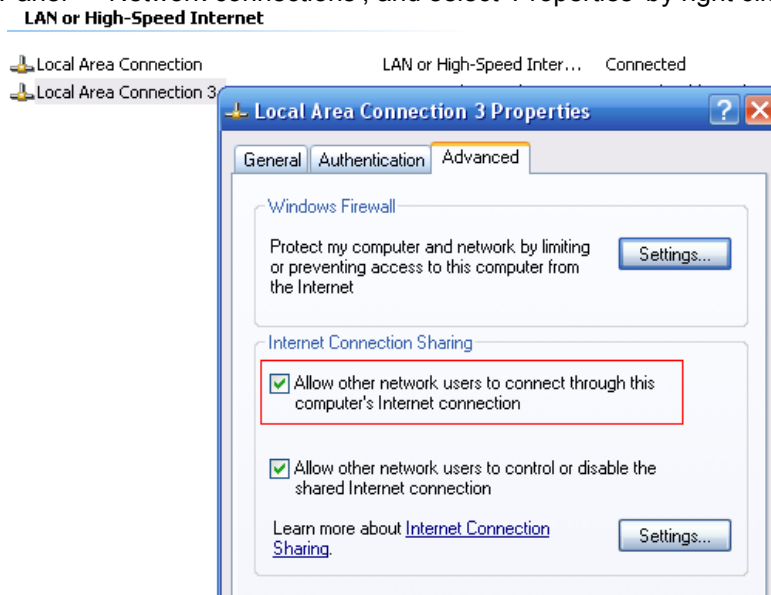 LAN or High-Speed Internet
Local Area Connection LAN or High-Speed Inter... Connected
Local Area Connection 3
Local Area Connection 3 Properties
General Authentication Advanced
Windows Firewall
Protect my computer and network by limiting
or preventing access to this computer from
the Internet
Settings...
Internet Connection Sharing
Allow other network users to connect through this
computer's Internet connection
Allow other network users to control or disable the
shared Internet connection
Learn more about Internet Connection
Sharing.
Settings...